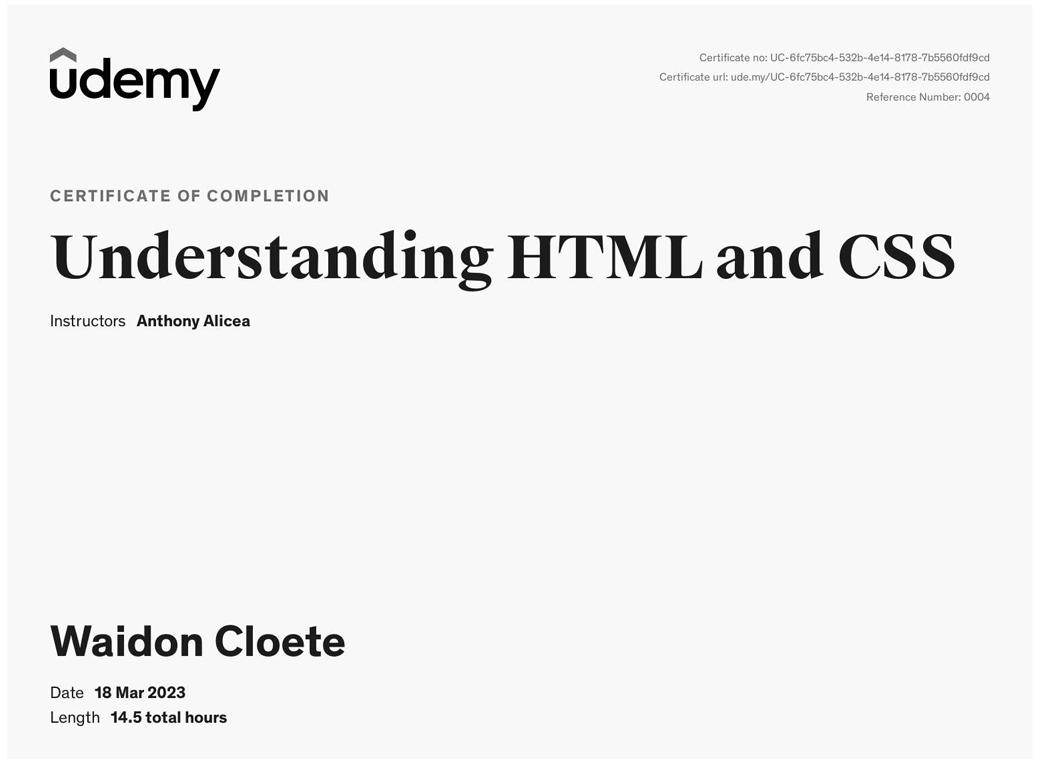 udemy
Certificate no: UC-6fc75bc4-532b-4e14-8178-7b5560fdf9cd
Certificate url: ude.my/UC-6fc75bc4-532b-4e14-8178-7b5560fdf9cd
Reference Number: 0004
CERTIFICATE OF COMPLETION
Understanding HTML and CSS
Instructors Anthony Alicea
Waidon Cloete
Date 18 Mar 2023
Length 14.5 total hours